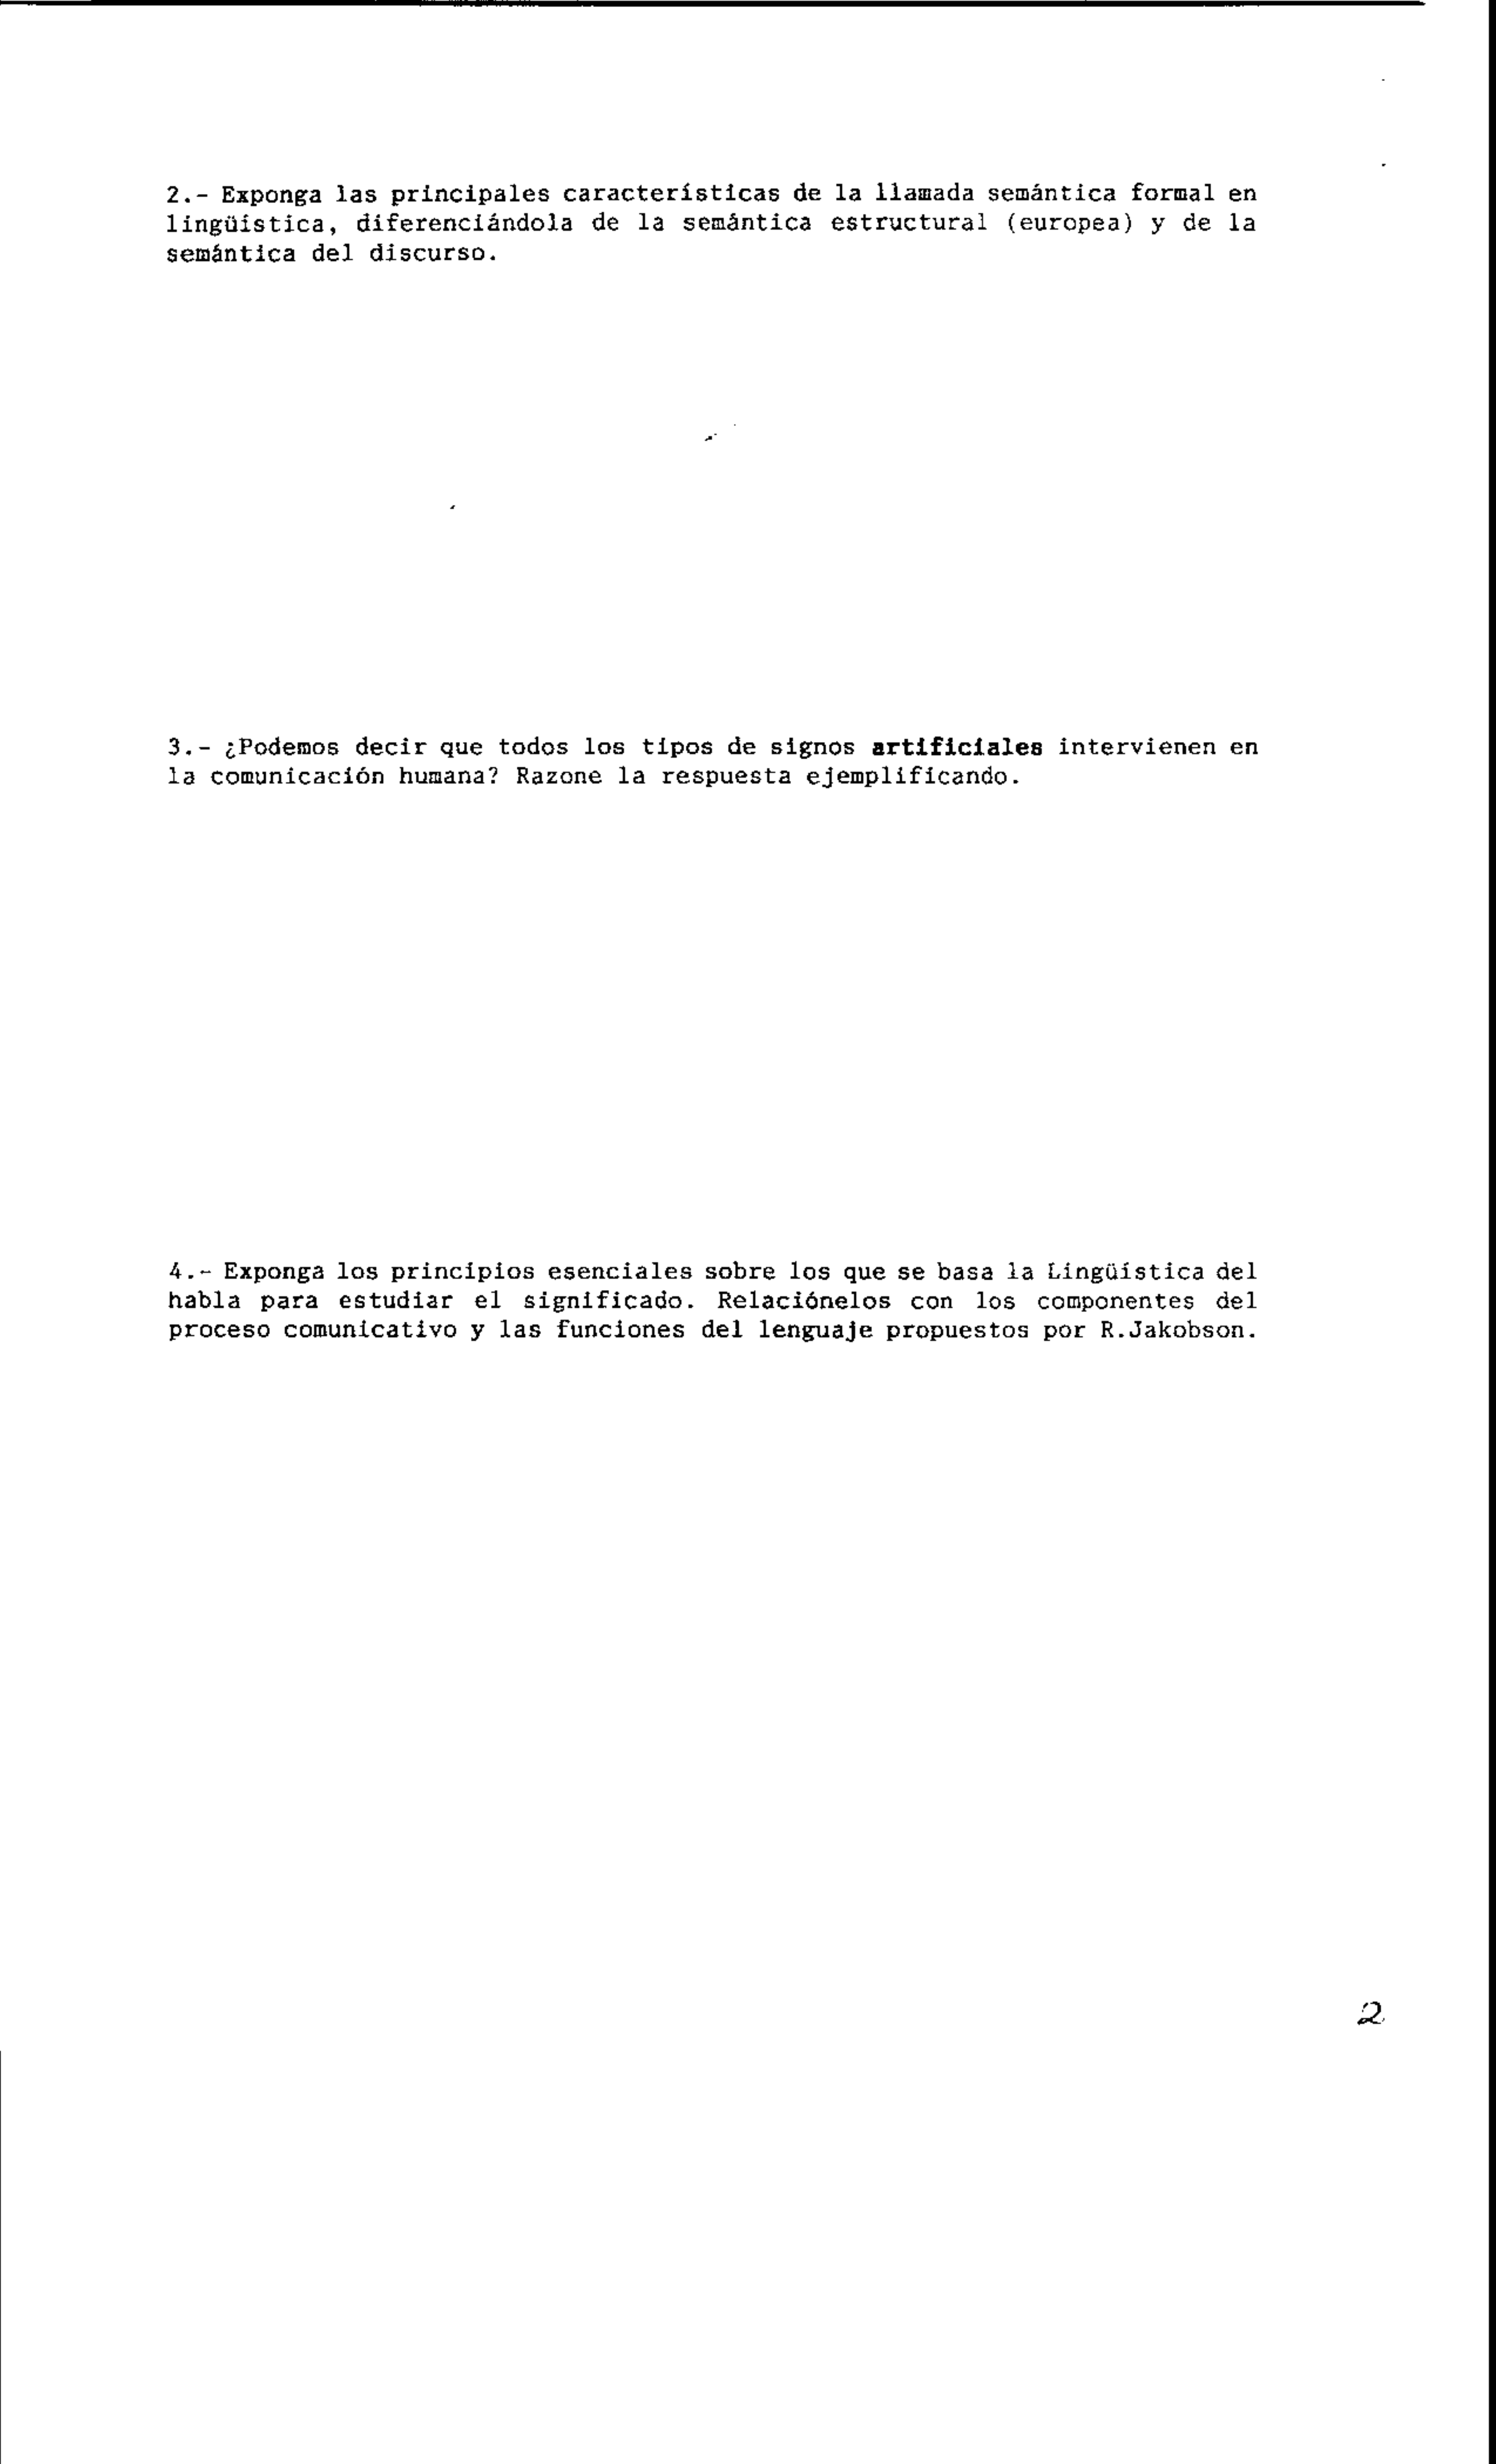 2.- Exponga las principales características de la llamada semántica formal en
lingüística, diferenciándola de la semántica estructural (europea) y de la
semántica del discurso.
3.- ¿Podemos decir que todos los tipos de signos artificiales intervienen en
la comunicación humana? Razone la respuesta ejemplificando.
4.- Exponga los principios esenciales sobre los que se basa la Lingüística del
habla para estudiar el significado. Relaciónelos con los componentes del
proceso comunicativo y las funciones del lenguaje propuestos por R.Jakobson.
2